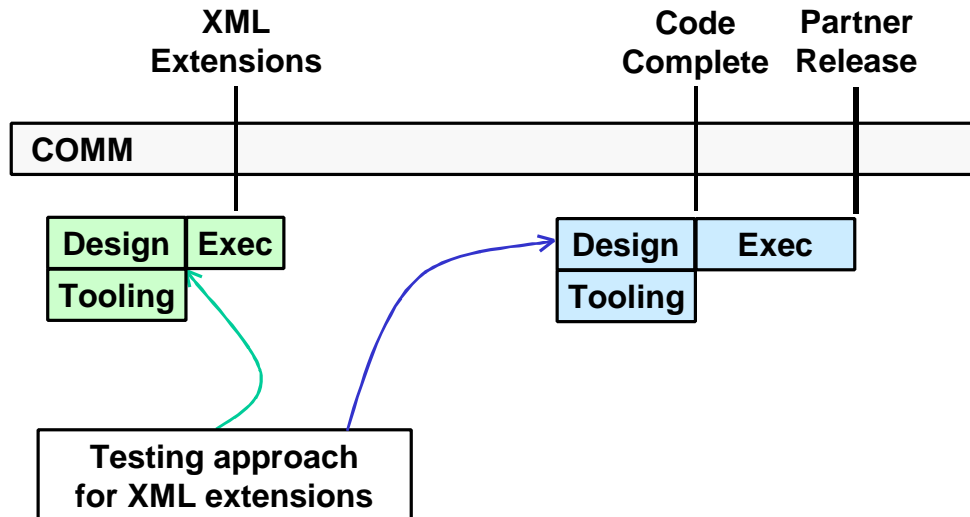 XML
Extensions
Code
Complete
Partner
Release
COMM
Design
Exec
Tooling
Design
Exec
Tooling
Testing approach
for XML extensions